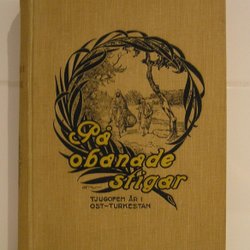 På
obanade
stigar
TJUGOFEM ÅR I
OST-TURKESTAN